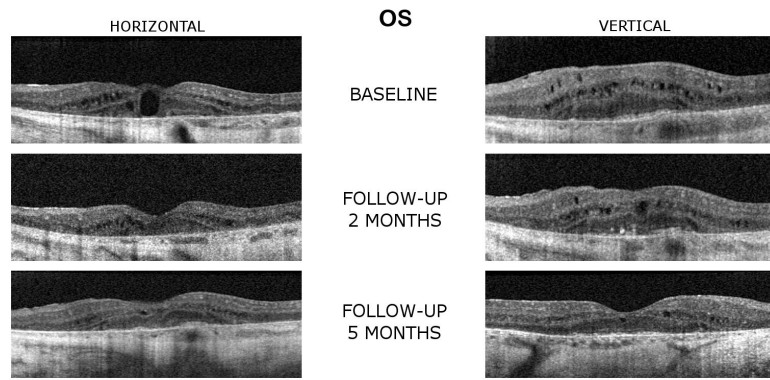 OS
HORIZONTAL
VERTICAL
BASELINE
FOLLOW-UP
2 MONTHS
FOLLOW-UP
5 MONTHS